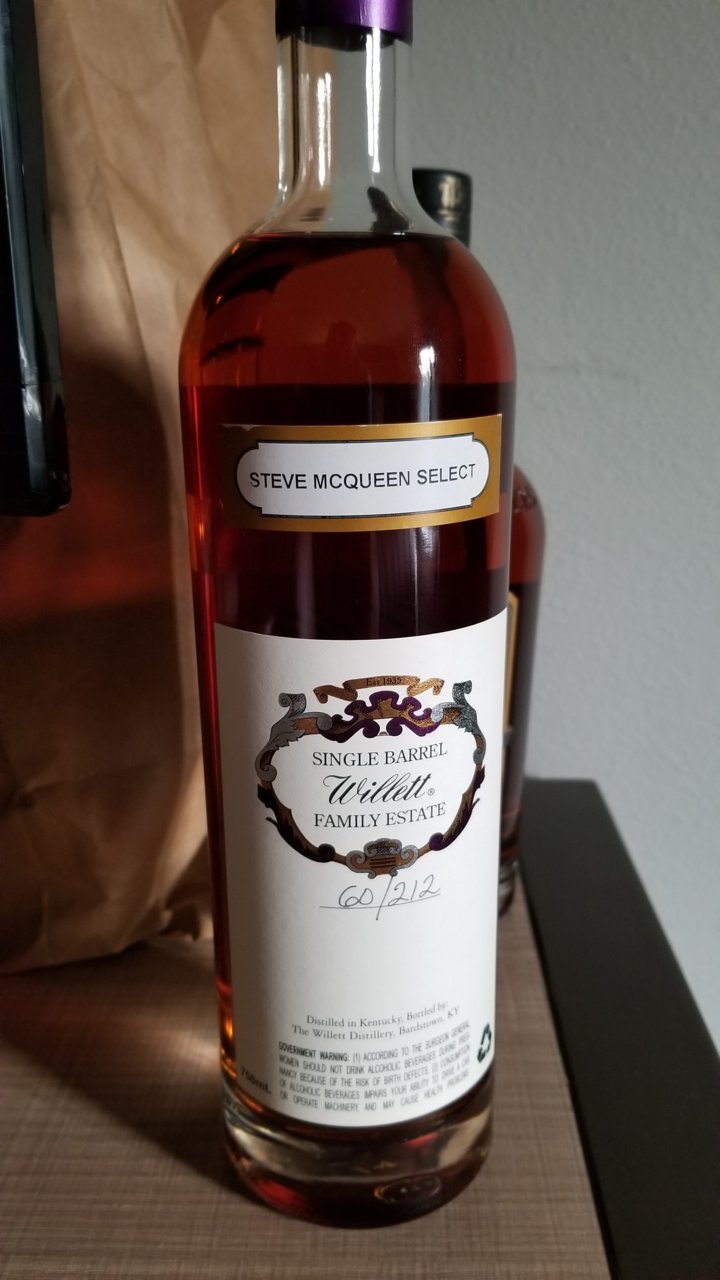 STEVE MCQUEEN SELECT
Est 1935
SINGLE BARREL
Willett®
FAMILY ESTATE
60/212
Distilled in Kentucky, Bottled by:
The Willett Distillery, Bardstown, KY
GOVERNMENT WARNING: (1) ACCORDING TO THE SURGEON GENERAL
WOMEN SHOULD NOT DRINK ALCOHOLIC BEVERAGES DURING PREG
NANCY BECAUSE OF THE RISK OF BIRTH DEFECTS. (2) CONSUMPTION
OF ALCOHOLIC BEVERAGES IMPAIRS YOUR ABILITY TO DRIVE A CAR
OR OPERATE MACHINERY, AND MAY CAUSE HEALTH PROBLEMS.
750mL